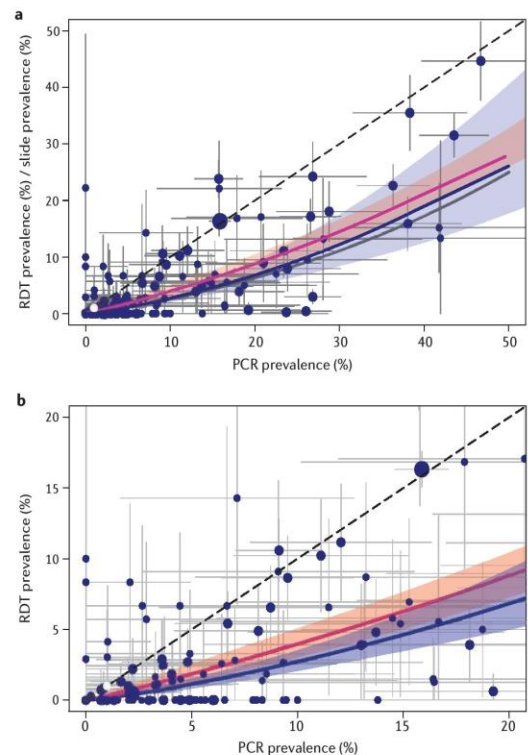 a
RDT prevalence (%) / slide prevalence (%)
50
40
30
20
10
0
0 10 20 30 40 50
PCR prevalence (%)
b
RDT prevalence (%)
20
15
10
5
0
0 5 10 15 20
PCR prevalence (%)